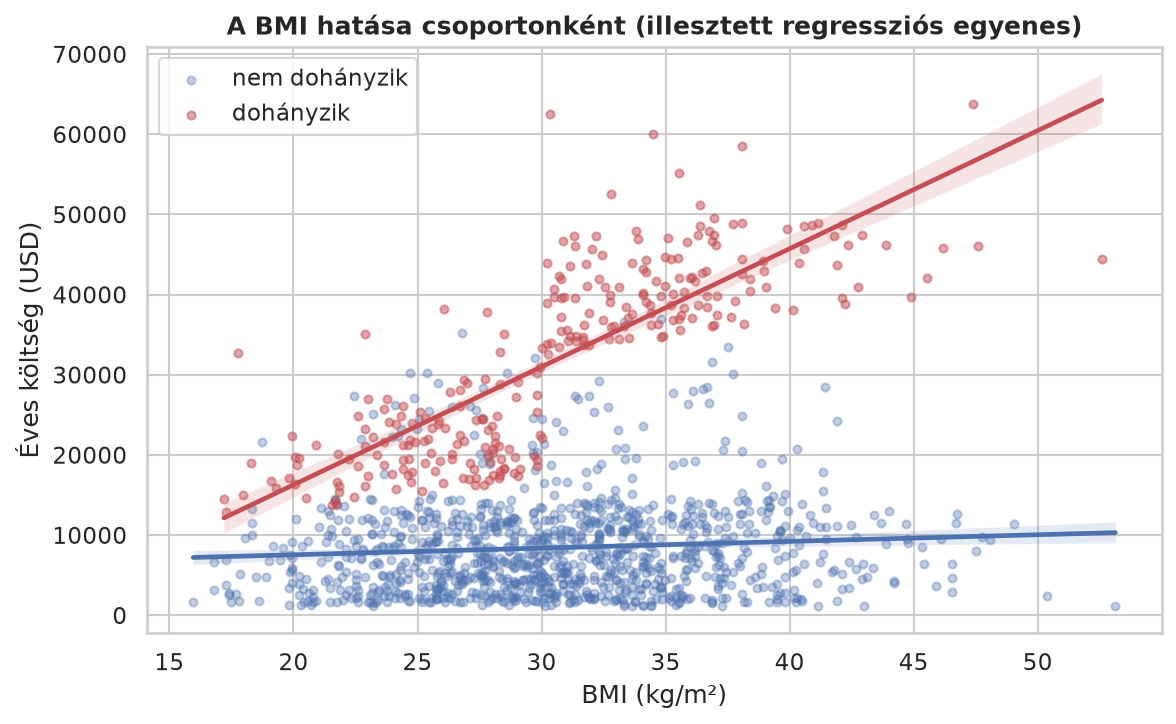 A BMI hatása csoportonként (illesztett regressziós egyenes)
nem dohányzik
dohányzik
Éves költség (USD)
70000
60000
50000
40000
30000
20000
10000
0
15 20 25 30 35 40 45 50
BMI (kg/m²)